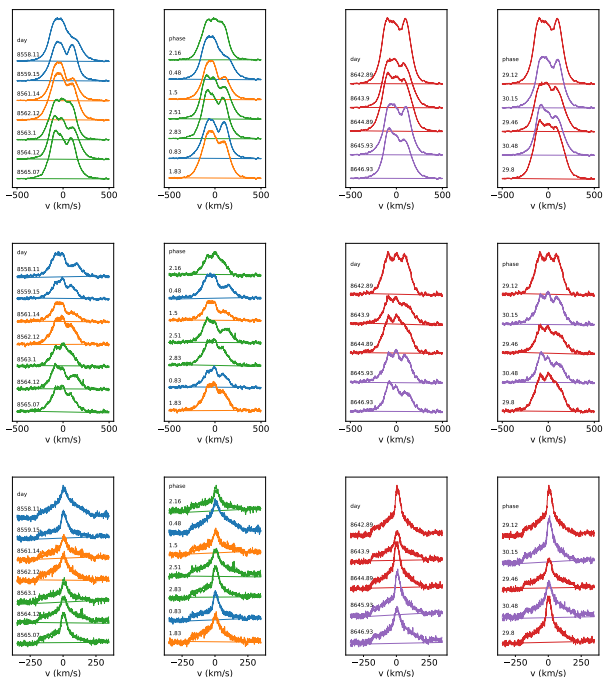 day
8558.11
8559.15
8561.14
8562.12
8563.1
8564.12
8565.07
−500 0 500
v (km/s)
phase
2.16
0.48
1.5
2.51
2.83
0.83
1.83
−500 0 500
v (km/s)
day
8642.89
8643.9
8644.89
8645.93
8646.93
−500 0 500
v (km/s)
phase
29.12
30.15
29.46
30.48
29.8
−500 0 500
v (km/s)
day
8558.11
8559.15
8561.14
8562.12
8563.1
8564.12
8565.07
−500 0 500
v (km/s)
phase
2.16
0.48
1.5
2.51
2.83
0.83
1.83
−500 0 500
v (km/s)
day
8642.89
8643.9
8644.89
8645.93
8646.93
−500 0 500
v (km/s)
phase
29.12
30.15
29.46
30.48
29.8
−500 0 500
v (km/s)
day
8558.11
8559.15
8561.14
8562.12
8563.1
8564.12
8565.07
−250 0 250
v (km/s)
phase
2.16
0.48
1.5
2.51
2.83
0.83
1.83
−250 0 250
v (km/s)
day
8642.89
8643.9
8644.89
8645.93
8646.93
−250 0 250
v (km/s)
phase
29.12
30.15
29.46
30.48
29.8
−250 0 250
v (km/s)